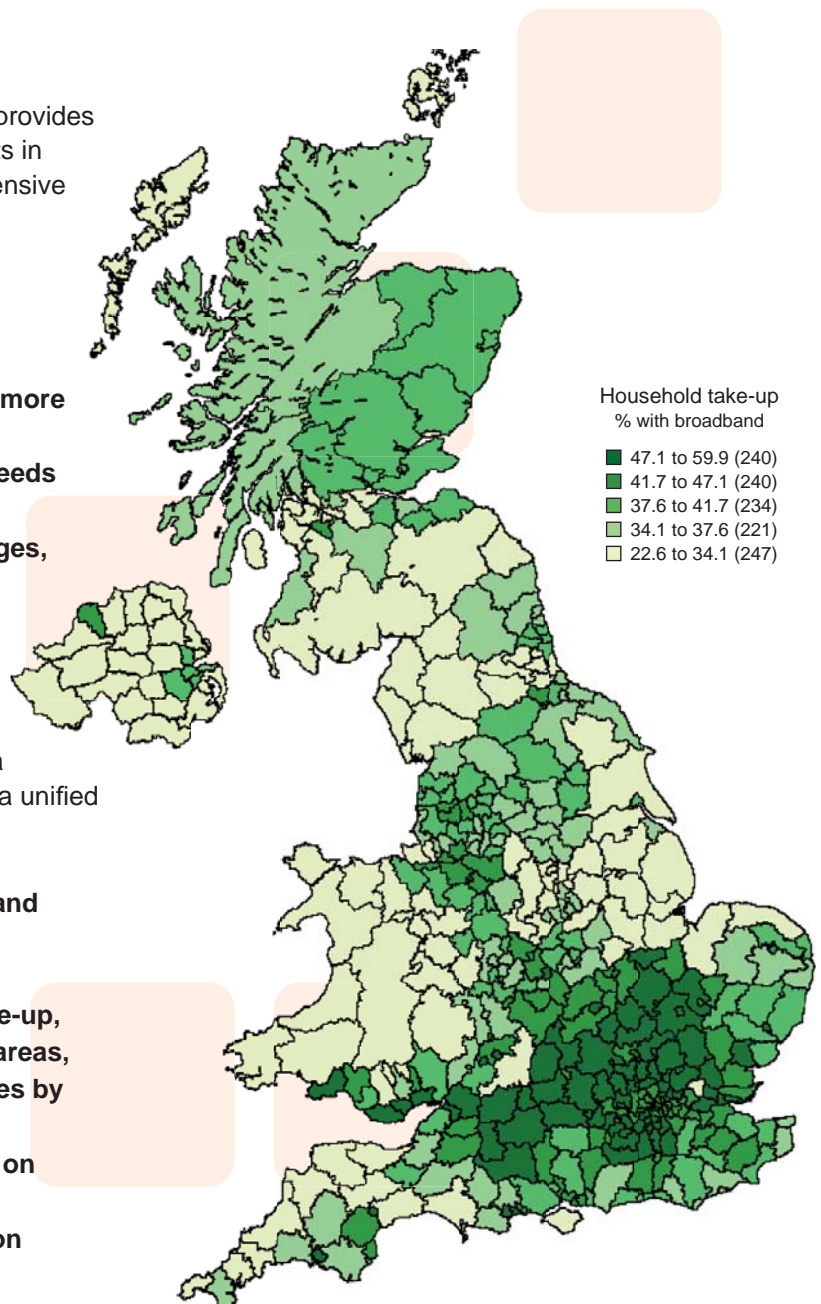 provides
ts in
ensive
more
eeds
ges,
a
a unified
and
e-up,
areas,
es by
on
on
Household take-up
% with broadband
47.1 to 59.9 (240)
41.7 to 47.1 (240)
37.6 to 41.7 (234)
34.1 to 37.6 (221)
22.6 to 34.1 (247)